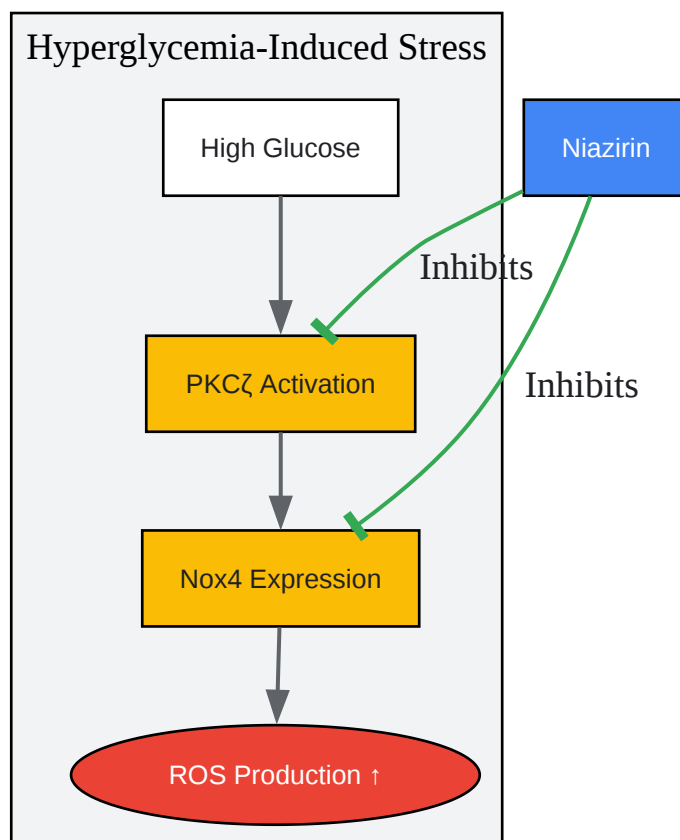 Hyperglycemia-Induced Stress
High Glucose
Niazirin
Inhibits
PKCζ Activation
Inhibits
Nox4 Expression
ROS Production ↑